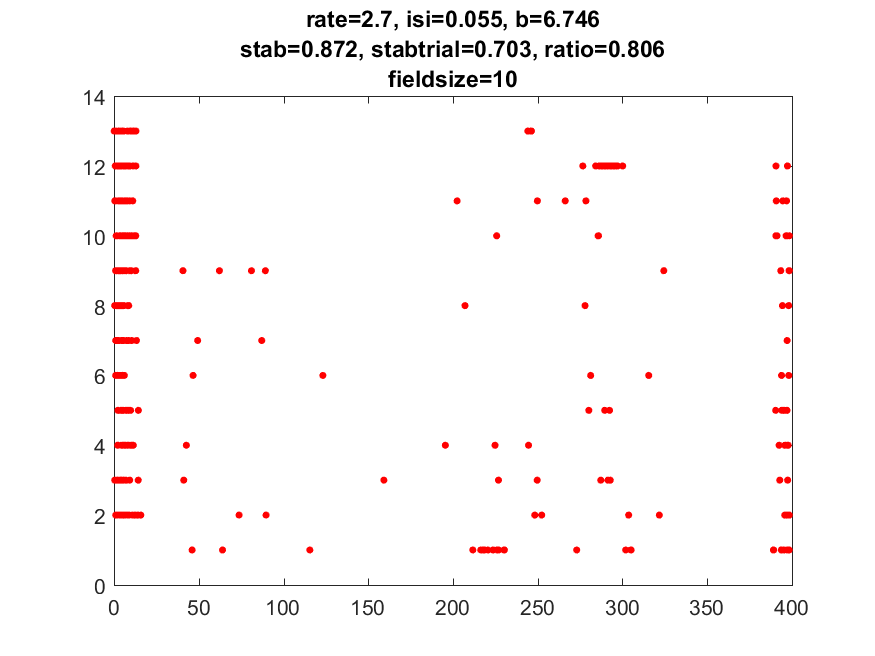 rate=2.7, isi=0.055, b=6.746
stab=0.872, stabtrial=0.703, ratio=0.806
fieldsize=10
14
12
10
8
6
4
2
0
0 50 100 150 200 250 300 350 400